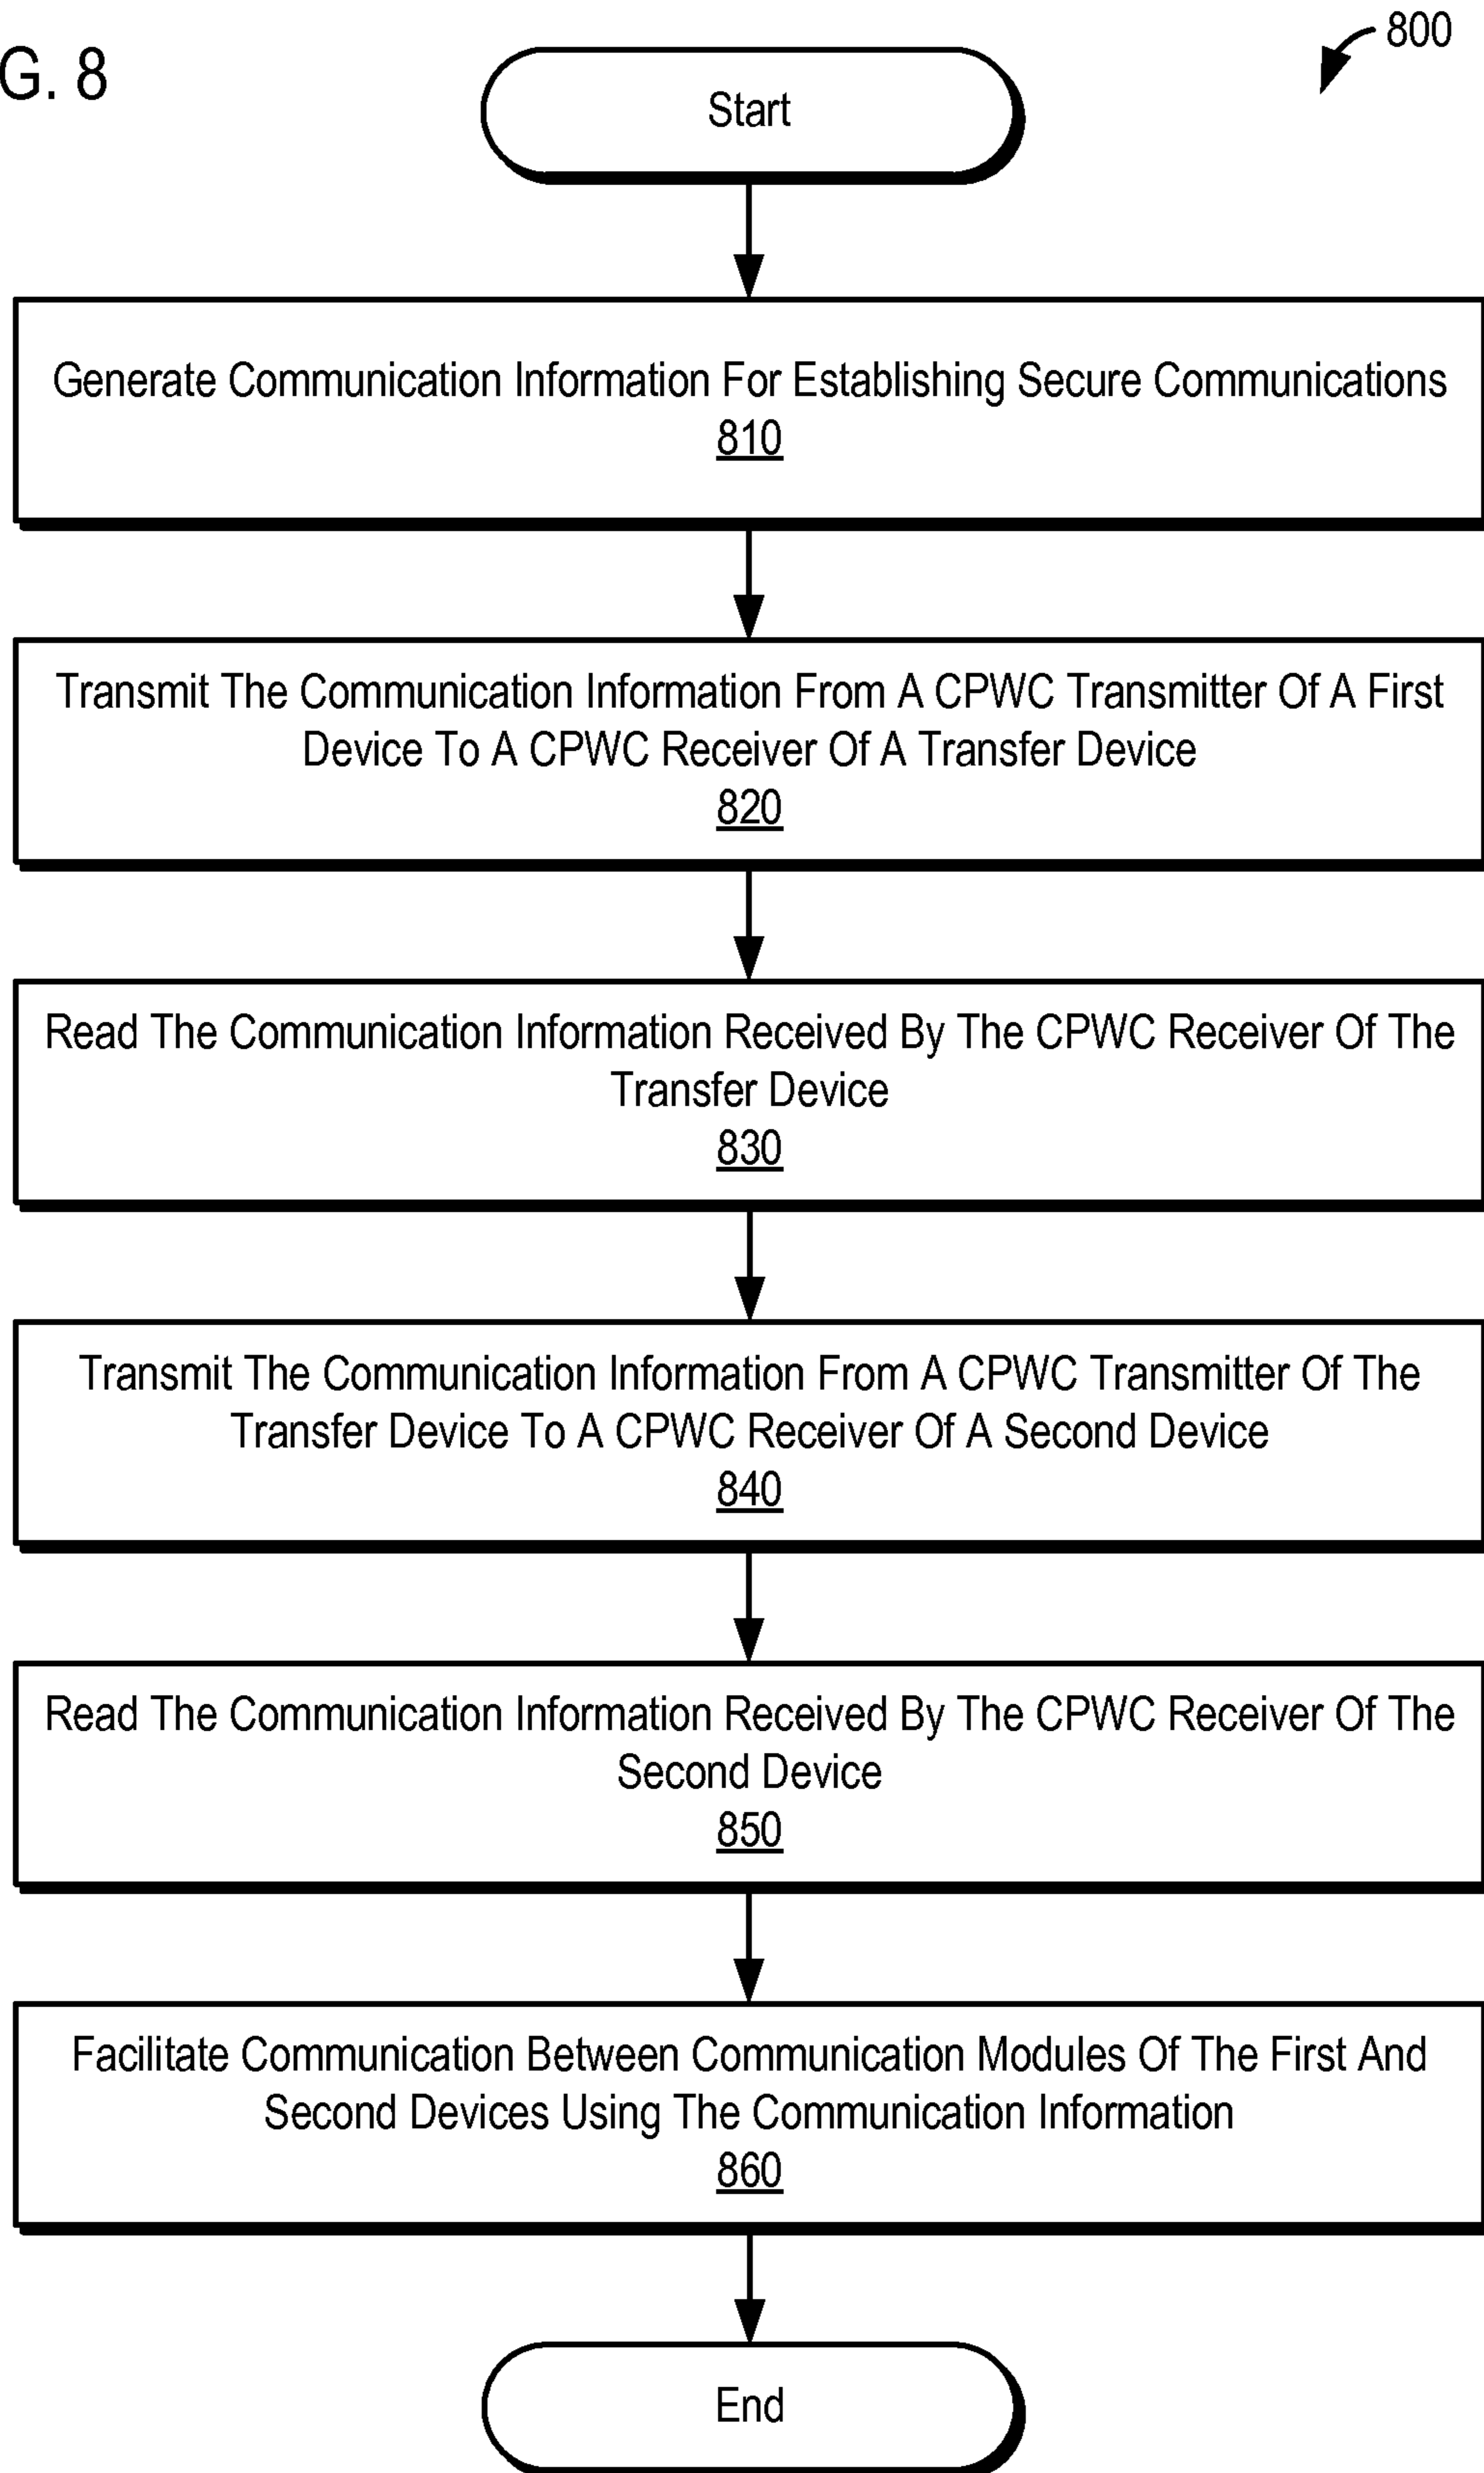 G. 8
800
Start
Generate Communication Information For Establishing Secure Communications
810
Transmit The Communication Information From A CPWC Transmitter Of A First
Device To A CPWC Receiver Of A Transfer Device
820
Read The Communication Information Received By The CPWC Receiver Of The
Transfer Device
830
Transmit The Communication Information From A CPWC Transmitter Of The
Transfer Device To A CPWC Receiver Of A Second Device
840
Read The Communication Information Received By The CPWC Receiver Of The
Second Device
850
Facilitate Communication Between Communication Modules Of The First And
Second Devices Using The Communication Information
860
End